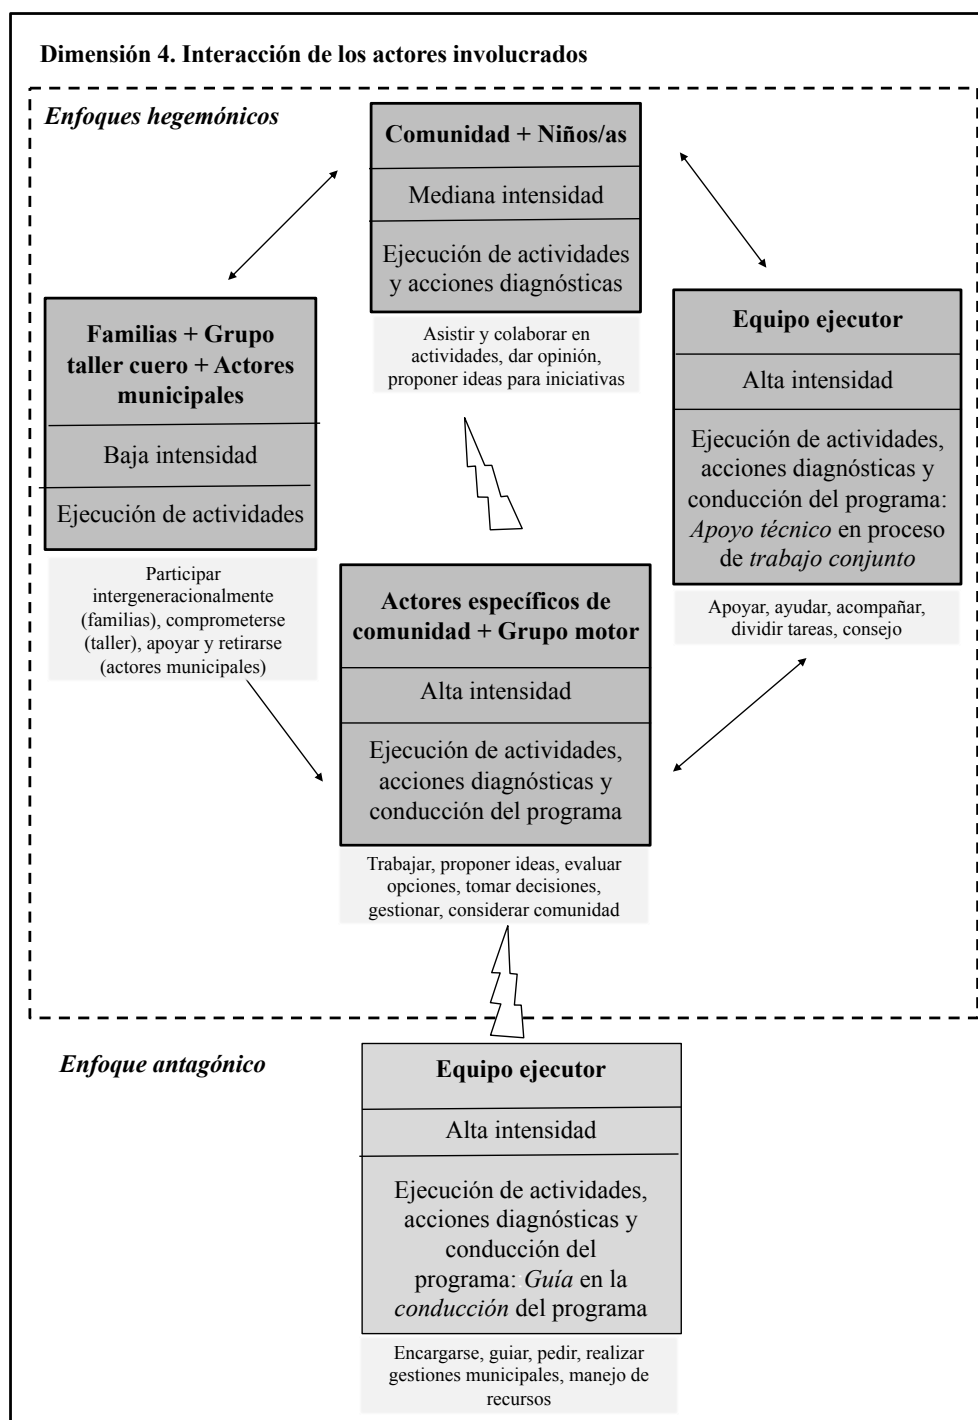 Dimensión 4. Interacción de los actores involucrados
Enfoques hegemónicos
Comunidad + Niños/as
Mediana intensidad
Ejecución de actividades
y acciones diagnósticas
Asistir y colaborar en
actividades, dar opinión,
proponer ideas para iniciativas
Familias + Grupo
taller cuero + Actores
municipales
Baja intensidad
Ejecución de actividades
Participar
intergeneracionalmente
(familias), comprometerse
(taller), apoyar y retirarse
(actores municipales)
Equipo ejecutor
Alta intensidad
Ejecución de actividades,
acciones diagnósticas y
conducción del programa:
Apoyo técnico en proceso
de trabajo conjunto
Apoyar, ayudar, acompañar,
dividir tareas, consejo
Actores específicos de
comunidad + Grupo motor
Alta intensidad
Ejecución de actividades,
acciones diagnósticas y
conducción del programa
Trabajar, proponer ideas, evaluar
opciones, tomar decisiones,
gestionar, considerar comunidad
Enfoque antagónico
Equipo ejecutor
Alta intensidad
Ejecución de actividades,
acciones diagnósticas y
conducción del
programa: Guía en la
conducción del programa
Encargarse, guiar, pedir, realizar
gestiones municipales, manejo de
recursos